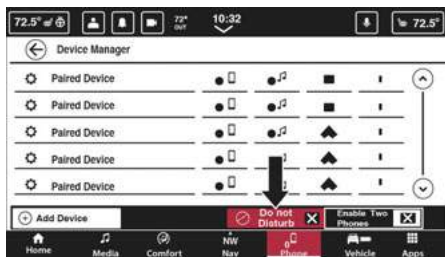 72.5° 72° OUT 10:32 72.5°
Device Manager
Paired Device
Paired Device
Paired Device
Paired Device
Paired Device
Add Device Do not Disturb Enable Two Phones
Home Media Comfort NW Nav 0 Phone Vehicle Apps